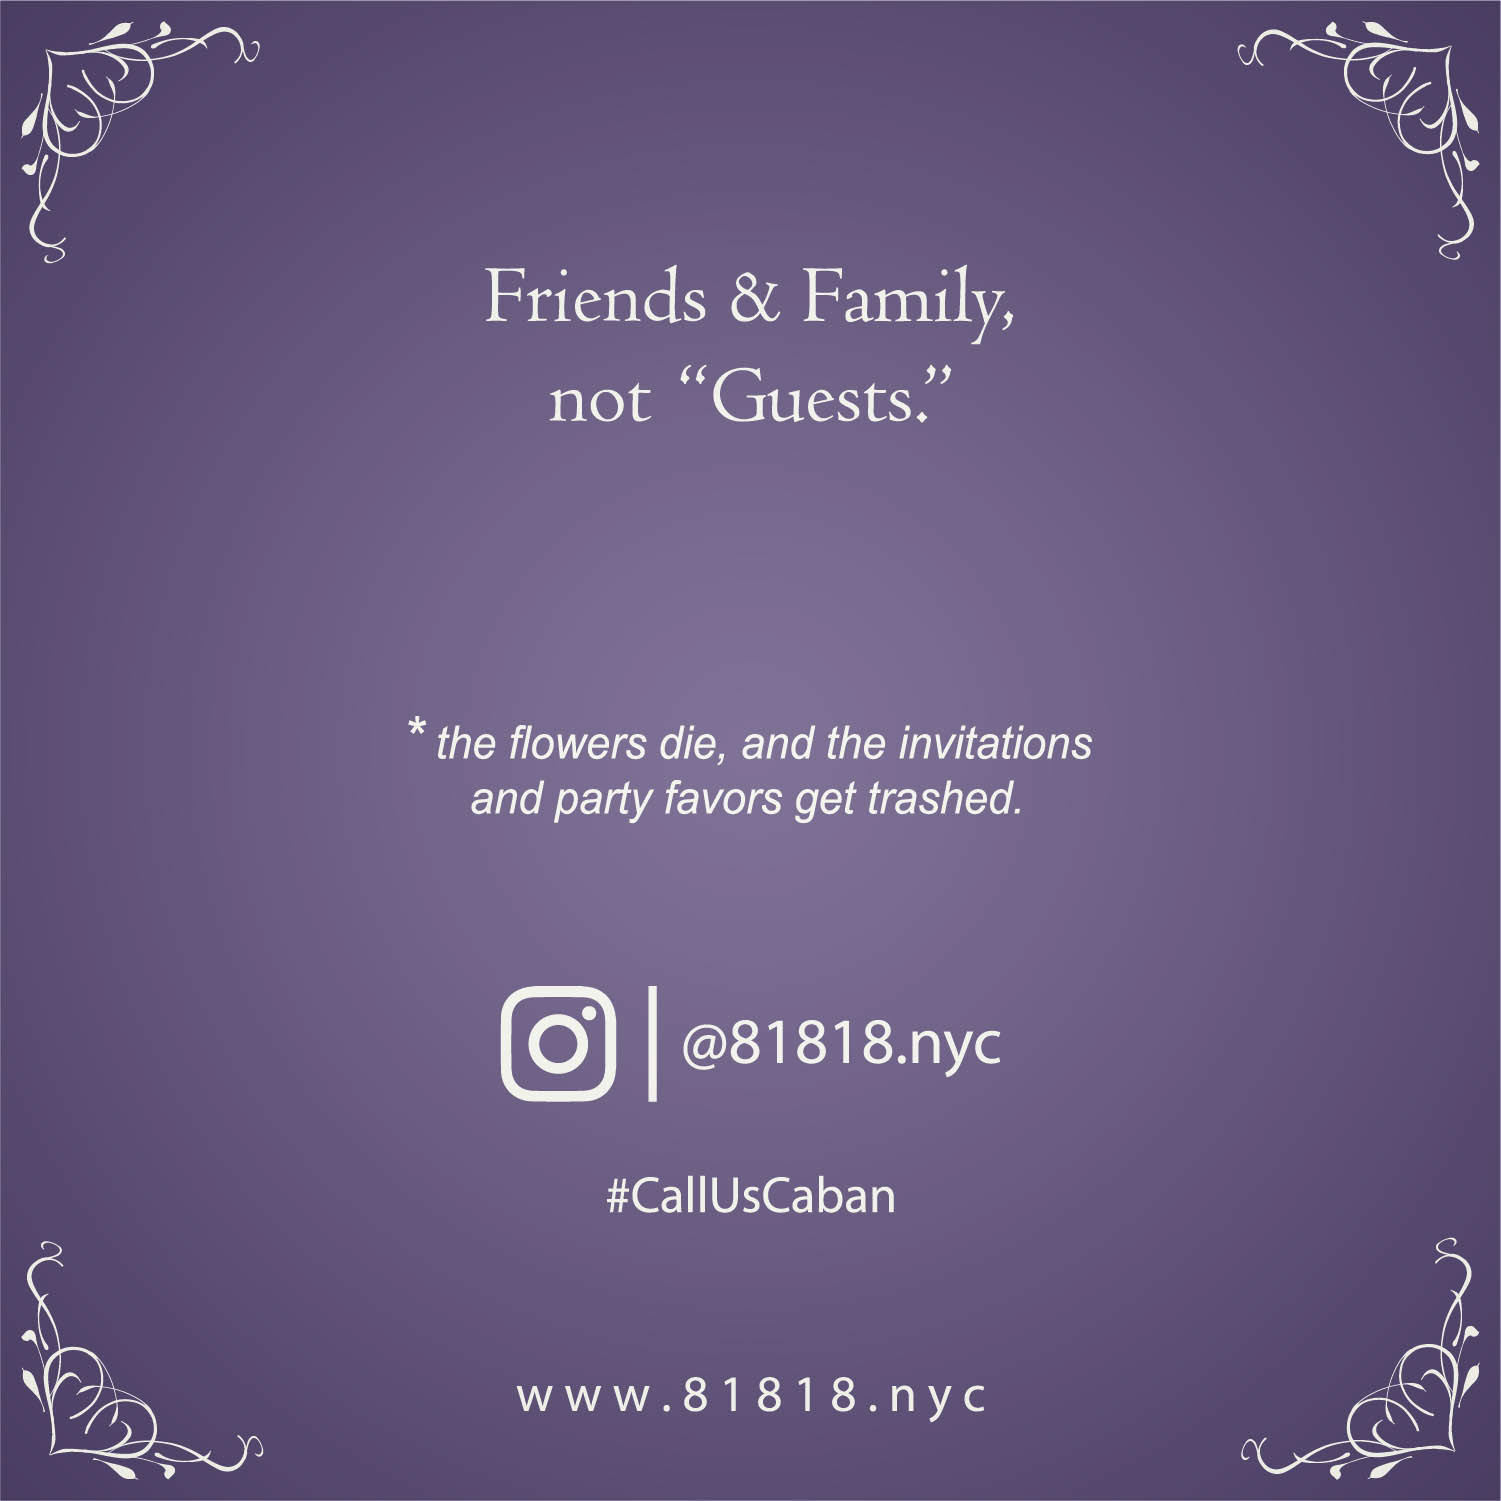 Friends & Family,
not “Guests.”
* the flowers die, and the invitations
and party favors get trashed.
@81818.nyc
#CallUsCaban
www.81818.nyc